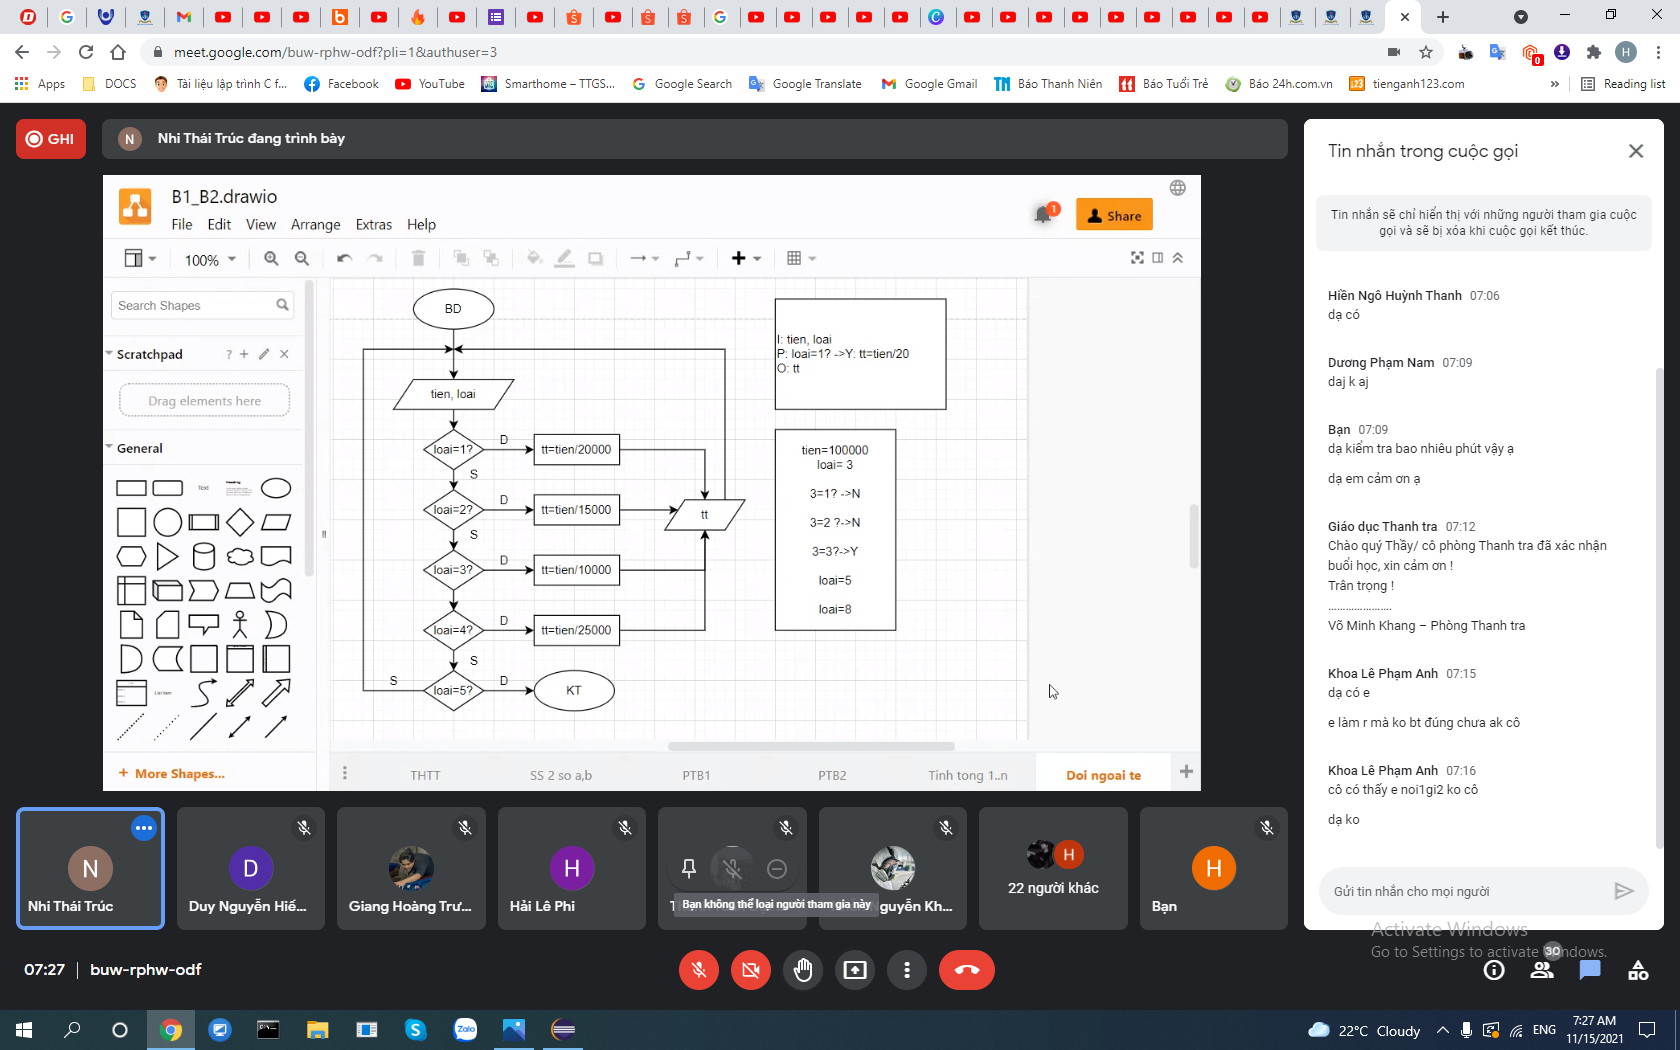 meet.google.com/buw-rphw-odf?pli=1&authuser=3
H
0
Apps
DOCS
Tài liệu lập trình C f...
Facebook
YouTube
Smarthome – TTGS...
Google Search
Google Translate
Google Gmail
Báo Thanh Niên
Báo Tuổi Trẻ
Báo 24h.com.vn
tienganh123.com
»
Reading list
GHI
N
Nhi Thái Trúc đang trình bày
B1_B2.drawio
File Edit View Arrange Extras Help
1
Share
100%
Search Shapes
Scratchpad
?
Drag elements here
General
Text
Heading
List Item
+ More Shapes...
BD
tien, loai
loai=1?
D
tt=tien/20000
S
loai=2?
D
tt=tien/15000
S
tt
loai=3?
D
tt=tien/10000
loai=4?
D
tt=tien/25000
S
S
loai=5?
D
KT
I: tien, loai
P: loai=1? ->Y: tt=tien/20
O: tt
tien=100000
loai= 3
3=1? ->N
3=2 ?->N
3=3?->Y
loai=5
loai=8
THTT
SS 2 so a,b
PTB1
PTB2
Tinh tong 1..n
Doi ngoai te
Tin nhắn trong cuộc gọi
Tin nhắn sẽ chỉ hiển thị với những người tham gia cuộc
gọi và sẽ bị xóa khi cuộc gọi kết thúc.
Hiền Ngô Huỳnh Thanh 07:06
dạ có
Dương Phạm Nam 07:09
daj k aj
Bạn 07:09
dạ kiểm tra bao nhiêu phút vậy ạ
dạ em cảm ơn ạ
Giáo dục Thanh tra 07:12
Chào quý Thầy/ cô phòng Thanh tra đã xác nhận
buổi học, xin cảm ơn !
Trân trọng !
......................
Võ Minh Khang – Phòng Thanh tra
Khoa Lê Phạm Anh 07:15
dạ có e
e làm r mà ko bt đúng chưa ak cô
Khoa Lê Phạm Anh 07:16
cô có thấy e noi1gi2 ko cô
dạ ko
Gửi tin nhắn cho mọi người
N
Nhi Thái Trúc
D
Duy Nguyễn Hiế...
Giang Hoàng Trư...
H
Hải Lê Phi
Bạn không thể loại người tham gia này
guyễn Kh...
H
22 người khác
H
Bạn
Activate Windows
Go to Settings to activate Windows.
07:27 | buw-rphw-odf
30
Zalo
22°C Cloudy
ENG
7:27 AM
11/15/2021